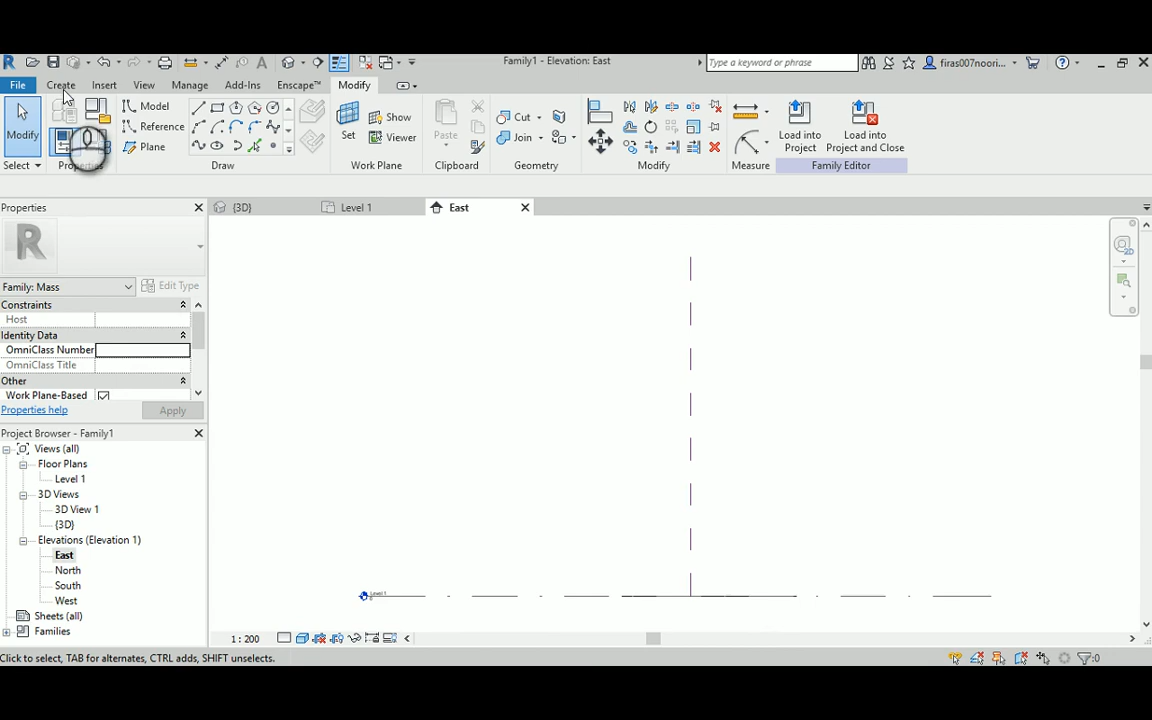 Family1 - Elevation: East
Type a keyword or phrase
firas007noori...
File Create Insert View Manage Add-Ins Enscape™ Modify
Modify
Select
Properties
Model
Reference
Plane
Draw
Set
Show
Viewer
Work Plane
Paste
Clipboard
Cut
Join
Geometry
Modify
Measure
Load into
Project
Load into
Project and Close
Family Editor
Properties
{3D}
Level 1
East
Family: Mass
Edit Type
Constraints
Host
Identity Data
OmniClass Number
OmniClass Title
Other
Work Plane-Based
Properties help
Apply
Project Browser - Family1
Views (all)
Floor Plans
Level 1
3D Views
3D View 1
{3D}
Elevations (Elevation 1)
East
North
South
West
Sheets (all)
Families
Level 1
1 : 200
Click to select, TAB for alternates, CTRL adds, SHIFT unselects.
:0